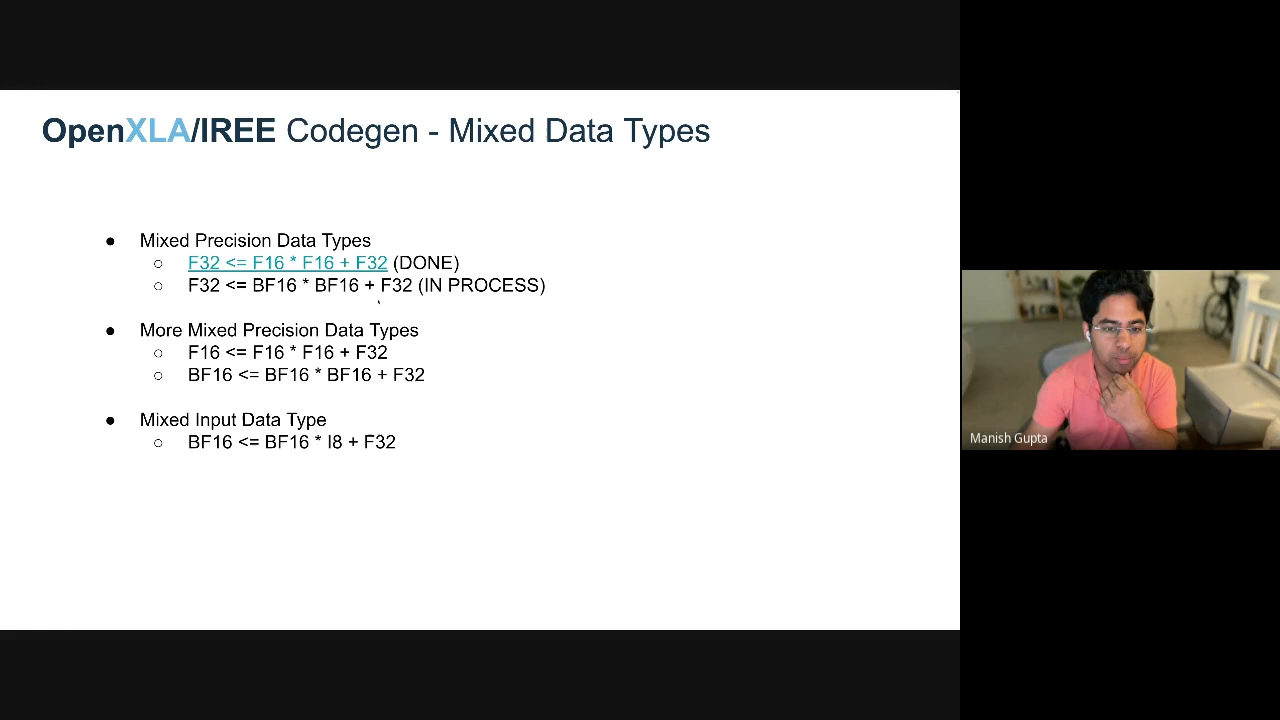 OpenXLA/IREE Codegen - Mixed Data Types
● Mixed Precision Data Types
○ F32 <= F16 * F16 + F32 (DONE)
○ F32 <= BF16 * BF16 + F32 (IN PROCESS)
● More Mixed Precision Data Types
○ F16 <= F16 * F16 + F32
○ BF16 <= BF16 * BF16 + F32
● Mixed Input Data Type
○ BF16 <= BF16 * I8 + F32
Manish Gupta